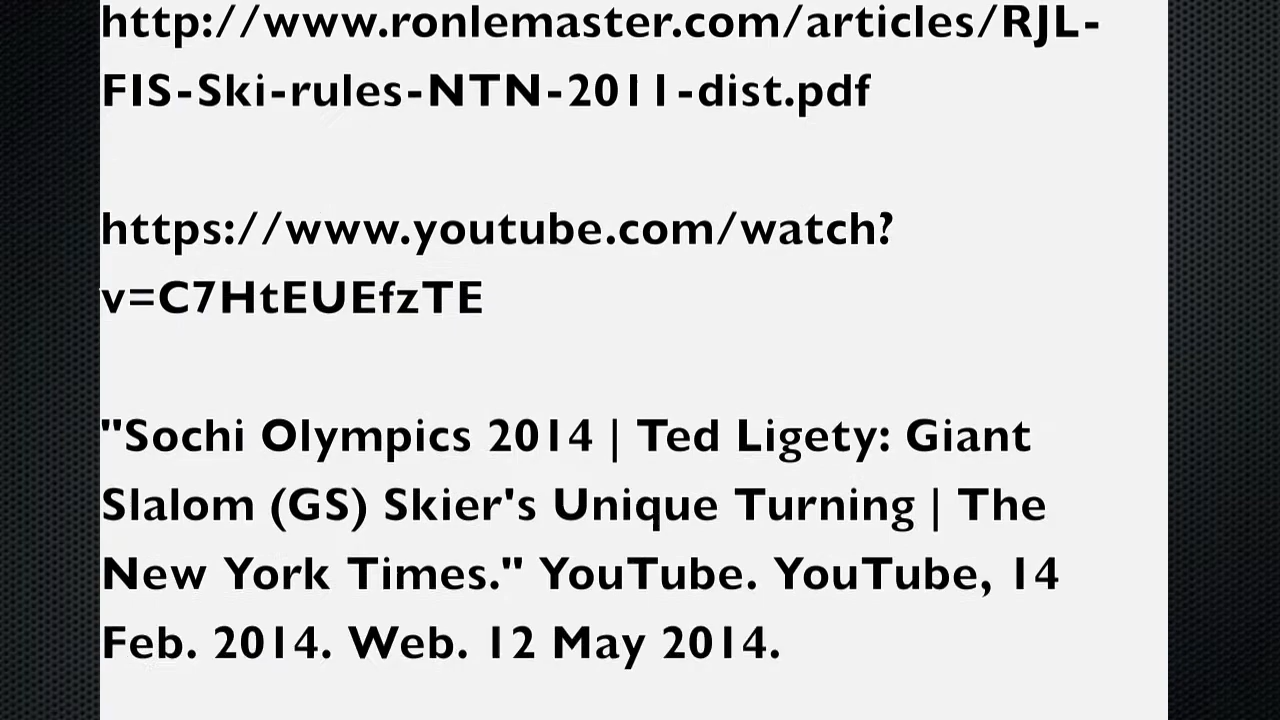 http://www.ronlemaster.com/articles/RJL-
FIS-Ski-rules-NTN-2011-dist.pdf
https://www.youtube.com/watch?
v=C7HtEUEfzTE
"Sochi Olympics 2014 | Ted Ligety: Giant
Slalom (GS) Skier's Unique Turning | The
New York Times." YouTube. YouTube, 14
Feb. 2014. Web. 12 May 2014.